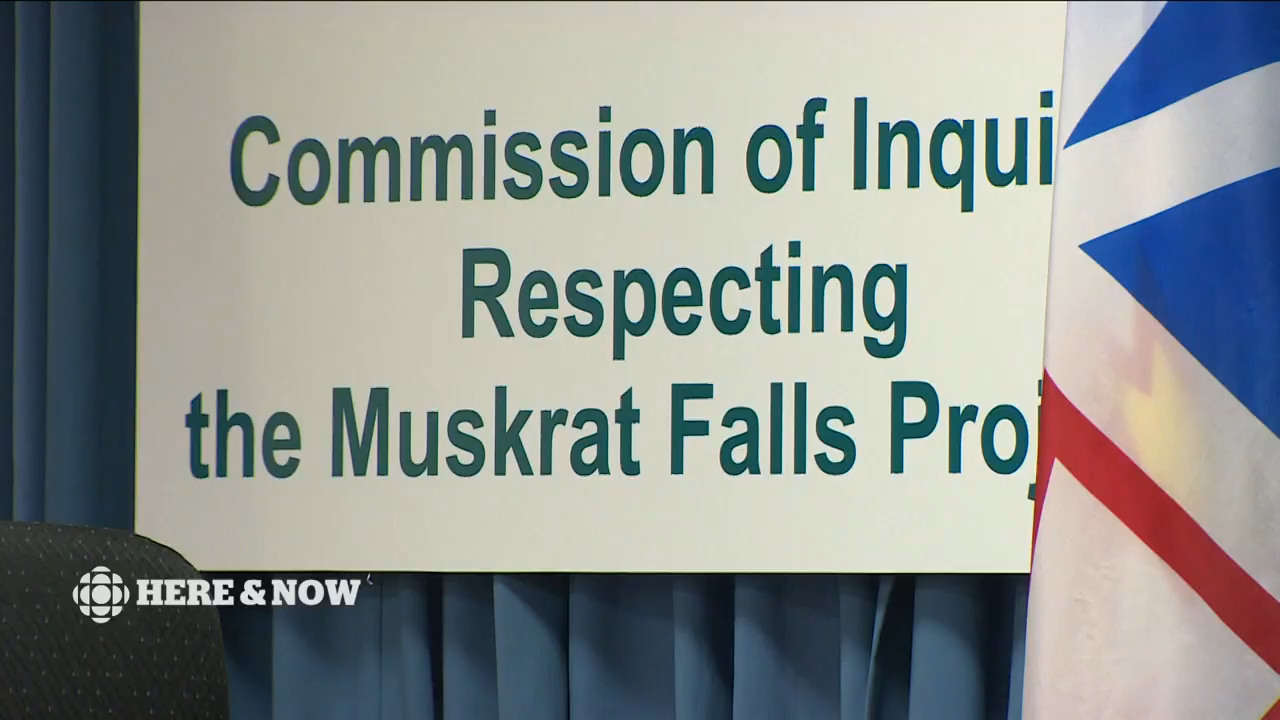 Commission of Inqui
Respecting
the Muskrat Falls Proj
HERE & NOW